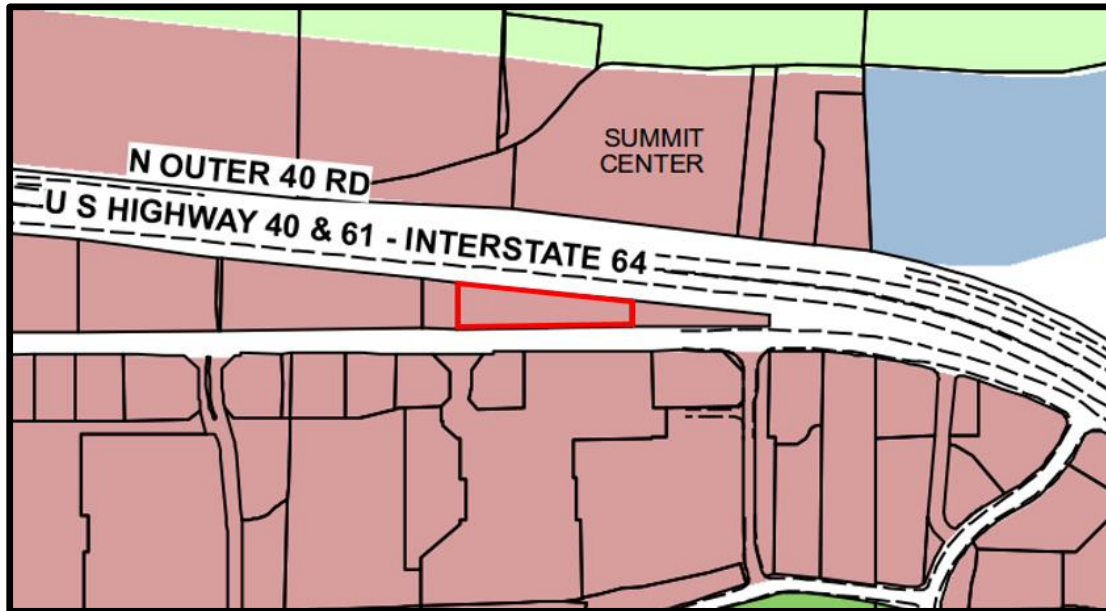 SUMMIT
CENTER
N OUTER 40 RD
U S HIGHWAY 40 & 61 - INTERSTATE 64